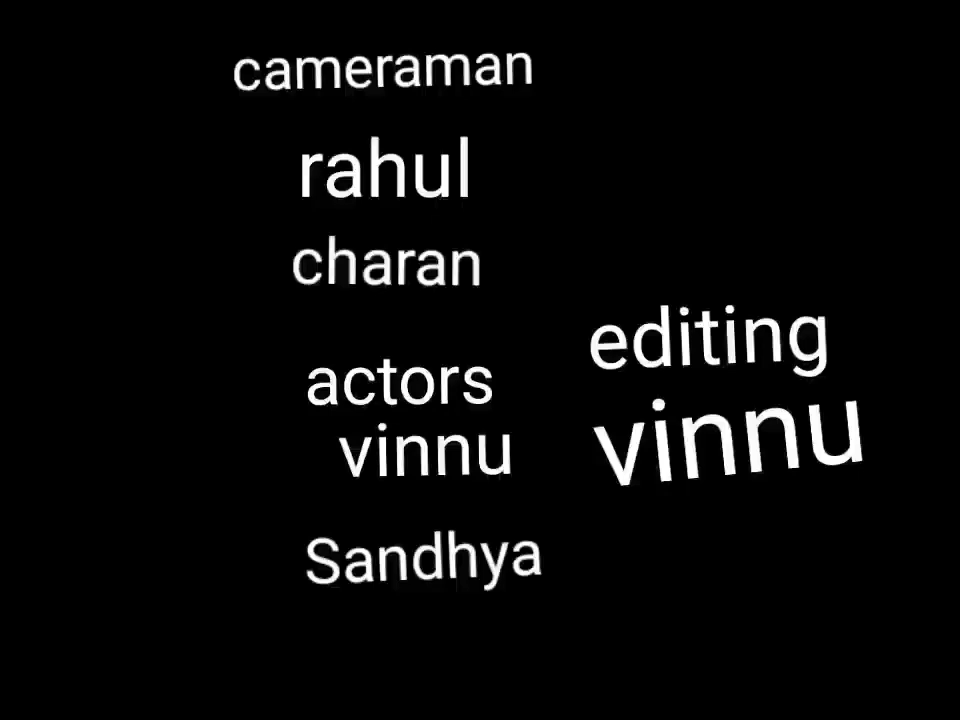 cameraman
rahul
charan
actors
vinnu
Sandhya
editing
vinnu